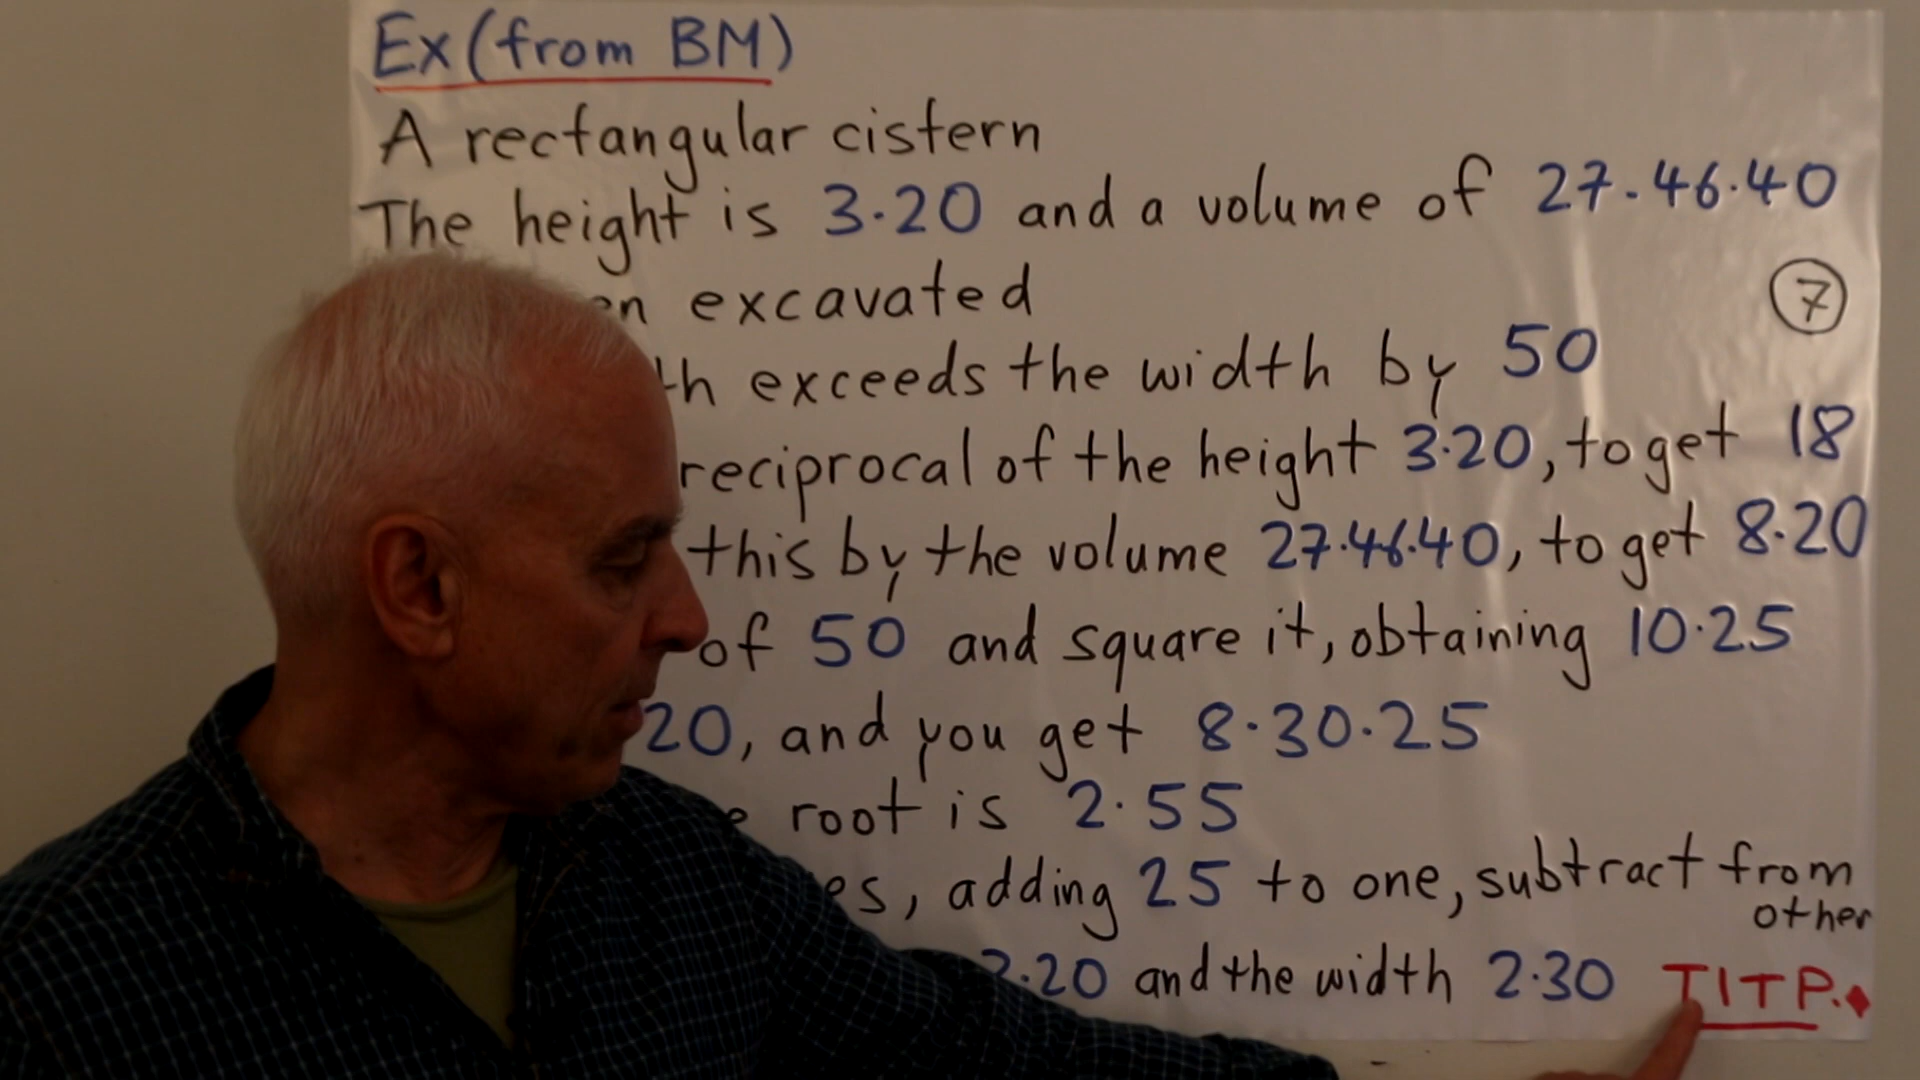 Ex (from BM)
A rectangular cistern
The height is 3.20 and a volume of 27.46.40
excavated
7
exceeds the width by 50
reciprocal of the height 3.20, to get 18
this by the volume 27.46.40, to get 8.20
of 50 and square it, obtaining 10.25
20, and you get 8.30.25
root is 2.55
, adding 25 to one, subtract from
other
.20 and the width 2.30 TITP.